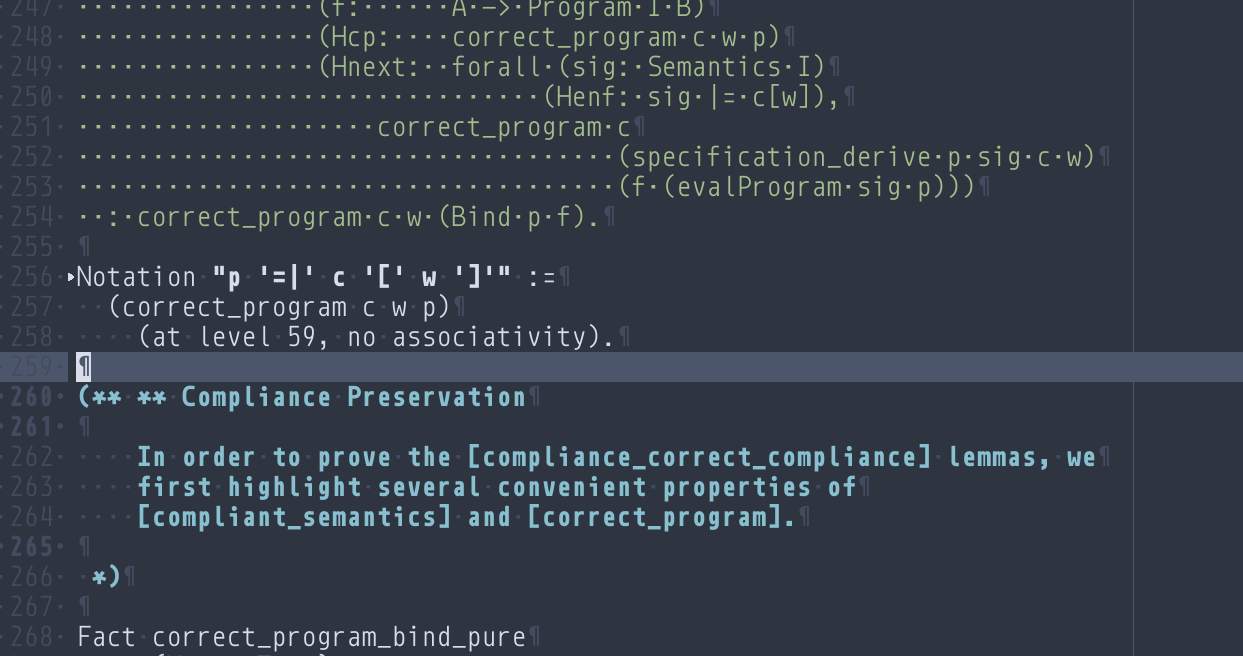 247 (f: A -> Program I B)¶
248 (Hcp: correct_program c w p)¶
249 (Hnext: forall (sig: Semantics I)¶
250 (Henf: sig |= c[w]),¶
251 correct_program c¶
252 (specification_derive p sig c w)¶
253 (f (evalProgram sig p)))¶
254 : correct_program c w (Bind p f).¶
255 ¶
256 Notation "p '=|' c '[' w ']'" :=¶
257 (correct_program c w p)¶
258 (at level 59, no associativity).¶
259 ¶
260 (** ** Compliance Preservation¶
261 ¶
262 In order to prove the [compliance_correct_compliance] lemmas, we¶
263 first highlight several convenient properties of¶
264 [compliant_semantics] and [correct_program].¶
265 ¶
266 *)¶
267 ¶
268 Fact correct_program_bind_pure¶